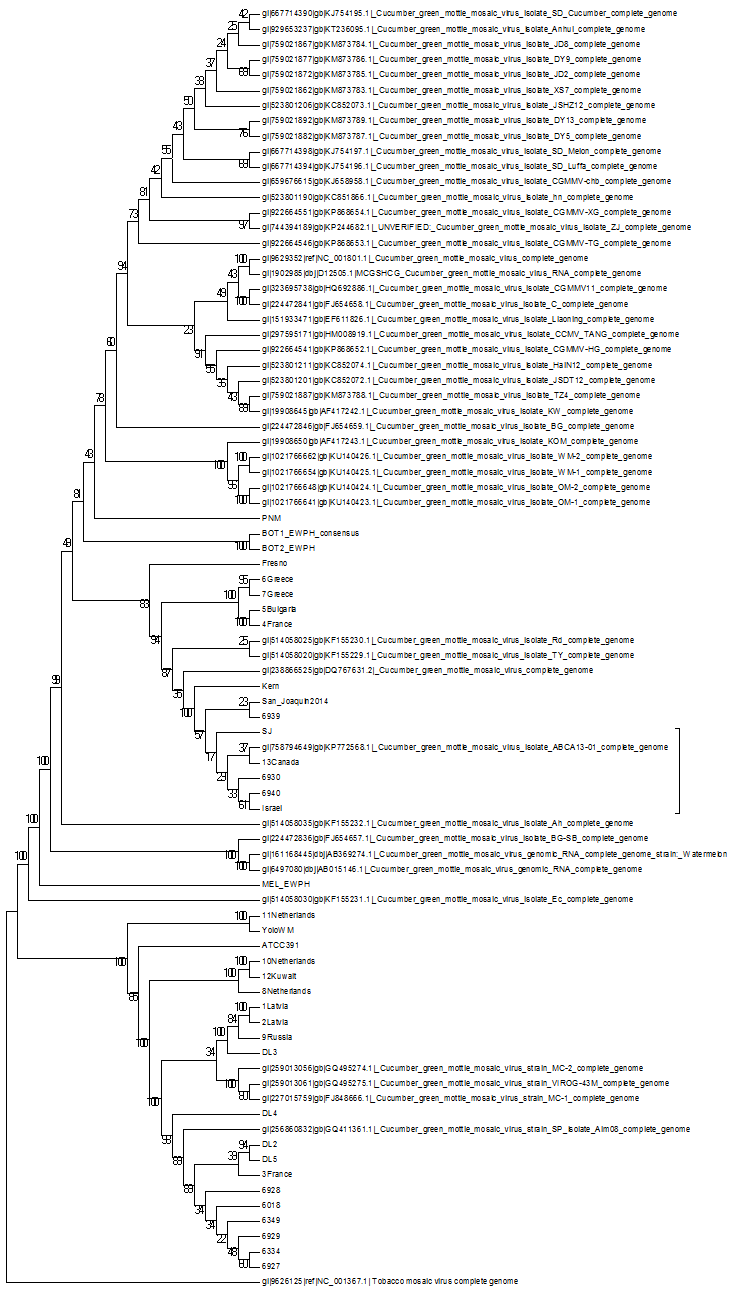 gi|667714390|gb|KJ754195.1|_Cucumber_green_mottle_mosaic_virus_isolate_SD_Cucumber_complete_genome
gi|929653237|gb|KT236095.1|_Cucumber_green_mottle_mosaic_virus_isolate_Anhui_complete_genome
gi|759021867|gb|KM873784.1|_Cucumber_green_mottle_mosaic_virus_isolate_JD8_complete_genome
gi|759021877|gb|KM873786.1|_Cucumber_green_mottle_mosaic_virus_isolate_DY9_complete_genome
gi|759021872|gb|KM873785.1|_Cucumber_green_mottle_mosaic_virus_isolate_JD2_complete_genome
gi|759021862|gb|KM873783.1|_Cucumber_green_mottle_mosaic_virus_isolate_XS7_complete_genome
gi|523801206|gb|KC852073.1|_Cucumber_green_mottle_mosaic_virus_isolate_JSHZ12_complete_genome
gi|759021892|gb|KM873789.1|_Cucumber_green_mottle_mosaic_virus_isolate_DY13_complete_genome
gi|759021882|gb|KM873787.1|_Cucumber_green_mottle_mosaic_virus_isolate_DY5_complete_genome
gi|667714398|gb|KJ754197.1|_Cucumber_green_mottle_mosaic_virus_isolate_SD_Melon_complete_genome
gi|667714394|gb|KJ754196.1|_Cucumber_green_mottle_mosaic_virus_isolate_SD_Luffa_complete_genome
gi|659676615|gb|KJ658958.1|_Cucumber_green_mottle_mosaic_virus_isolate_CGMMV-chb_complete_genome
gi|523801190|gb|KC851866.1|_Cucumber_green_mottle_mosaic_virus_isolate_hn_complete_genome
gi|922664551|gb|KP868654.1|_Cucumber_green_mottle_mosaic_virus_isolate_CGMMV-XG_complete_genome
gi|744394189|gb|KP244682.1|_UNVERIFIED:_Cucumber_green_mottle_mosaic_virus_isolate_ZJ_complete_genome
gi|922664546|gb|KP868653.1|_Cucumber_green_mottle_mosaic_virus_isolate_CGMMV-TG_complete_genome
gi|9629352|ref|NC_001801.1|_Cucumber_green_mottle_mosaic_virus_complete_genome
gi|1902985|dbj|D12505.1|MCGSHCG_Cucumber_green_mottle_mosaic_virus_RNA_complete_genome
gi|323695738|gb|HQ692886.1|_Cucumber_green_mottle_mosaic_virus_isolate_CGMMV11_complete_genome
gi|224472841|gb|FJ654658.1|_Cucumber_green_mottle_mosaic_virus_isolate_C_complete_genome
gi|151933471|gb|EF611826.1|_Cucumber_green_mottle_mosaic_virus_isolate_Liaoning_complete_genome
gi|297595171|gb|HM008919.1|_Cucumber_green_mottle_mosaic_virus_isolate_CCMV_TANG_complete_genome
gi|922664541|gb|KP868652.1|_Cucumber_green_mottle_mosaic_virus_isolate_CGMMV-HG_complete_genome
gi|523801211|gb|KC852074.1|_Cucumber_green_mottle_mosaic_virus_isolate_HaiN12_complete_genome
gi|523801201|gb|KC852072.1|_Cucumber_green_mottle_mosaic_virus_isolate_JSDT12_complete_genome
gi|759021887|gb|KM873788.1|_Cucumber_green_mottle_mosaic_virus_isolate_TZ4_complete_genome
gi|19908645|gb|AF417242.1|_Cucumber_green_mottle_mosaic_virus_isolate_KW_complete_genome
gi|224472846|gb|FJ654659.1|_Cucumber_green_mottle_mosaic_virus_isolate_BG_complete_genome
gi|19908650|gb|AF417243.1|_Cucumber_green_mottle_mosaic_virus_isolate_KOM_complete_genome
gi|1021766662|gb|KU140426.1|_Cucumber_green_mottle_mosaic_virus_isolate_WM-2_complete_genome
gi|1021766654|gb|KU140425.1|_Cucumber_green_mottle_mosaic_virus_isolate_WM-1_complete_genome
gi|1021766648|gb|KU140424.1|_Cucumber_green_mottle_mosaic_virus_isolate_OM-2_complete_genome
gi|1021766641|gb|KU140423.1|_Cucumber_green_mottle_mosaic_virus_isolate_OM-1_complete_genome
PNM
BOT1_EWPH_consensus
BOT2_EWPH
Fresno
6Greece
7Greece
5Bulgaria
4France
gi|514058025|gb|KF155230.1|_Cucumber_green_mottle_mosaic_virus_isolate_Rd_complete_genome
gi|514058020|gb|KF155229.1|_Cucumber_green_mottle_mosaic_virus_isolate_TY_complete_genome
gi|238866525|gb|DQ767631.2|_Cucumber_green_mottle_mosaic_virus_complete_genome
Kern
San_Joaquin2014
6939
SJ
gi|758794649|gb|KP772568.1|_Cucumber_green_mottle_mosaic_virus_isolate_ABCA13-01_complete_genome
13Canada
6930
6940
Israel
gi|514058035|gb|KF155232.1|_Cucumber_green_mottle_mosaic_virus_isolate_Ah_complete_genome
gi|224472836|gb|FJ654657.1|_Cucumber_green_mottle_mosaic_virus_isolate_BG-SB_complete_genome
gi|161168445|dbj|AB369274.1|_Cucumber_green_mottle_mosaic_virus_genomic_RNA_complete_genome_strain:_Watermelon
gi|6497080|dbj|AB015146.1|_Cucumber_green_mottle_mosaic_virus_genomic_RNA_complete_genome
MEL_EWPH
gi|514058030|gb|KF155231.1|_Cucumber_green_mottle_mosaic_virus_isolate_Ec_complete_genome
11Netherlands
YoloWM
ATCC391
10Netherlands
12Kuwait
8Netherlands
1Latvia
2Latvia
9Russia
DL3
gi|259013056|gb|GQ495274.1|_Cucumber_green_mottle_mosaic_virus_strain_MC-2_complete_genome
gi|259013061|gb|GQ495275.1|_Cucumber_green_mottle_mosaic_virus_strain_VIROG-43M_complete_genome
gi|227015759|gb|FJ848666.1|_Cucumber_green_mottle_mosaic_virus_strain_MC-1_complete_genome
DL4
gi|256860832|gb|GQ411361.1|_Cucumber_green_mottle_mosaic_virus_strain_SP_isolate_Alm08_complete_genome
DL2
DL5
3France
6928
6018
6349
6929
6334
6927
gi|9626125|ref|NC_001367.1| Tobacco mosaic virus complete genome